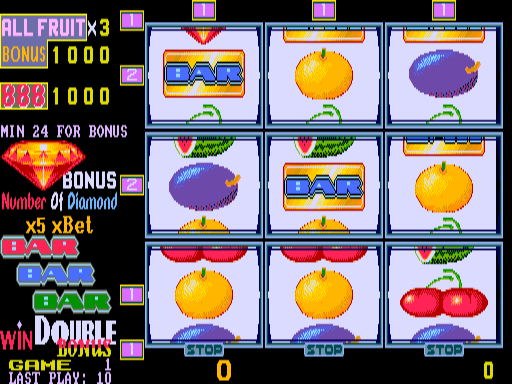 1 1 1
ALL FRUIT×3 1
BONUS 1000
BAR 2
888 1000
MIN 24 FOR BONUS
BONUS 2
BAR
Number Of Diamond
x5 xBet
BAR
BAR
BAR 1
WIN DOUBLE
BONUS 1
STOP STOP STOP
GAME 1 0 0
LAST PLAY: 10